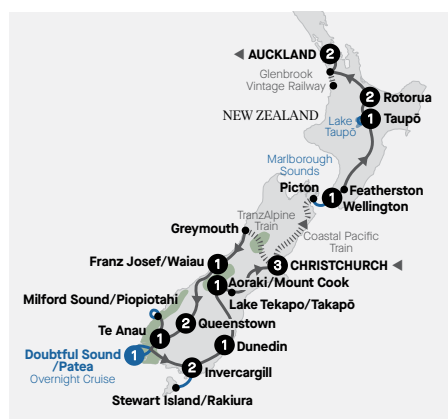 AUCKLAND
2
Glenbrook
Vintage Railway
2
Rotorua
NEW ZEALAND
1
Taupō
Lake
Taupō
Marlborough
Sounds
Picton
1
Featherston
Wellington
TranzAlpine
Train
Greymouth
Coastal Pacific
Train
Franz Josef/Waiau
1
3
CHRISTCHURCH
1
Aoraki/Mount Cook
Milford Sound/Piopiotahi
Lake Tekapo/Takapō
2
Queenstown
Te Anau
1
1
Dunedin
Doubtful Sound
/Patea
1
Overnight Cruise
2
Invercargill
Stewart Island/Rakiura